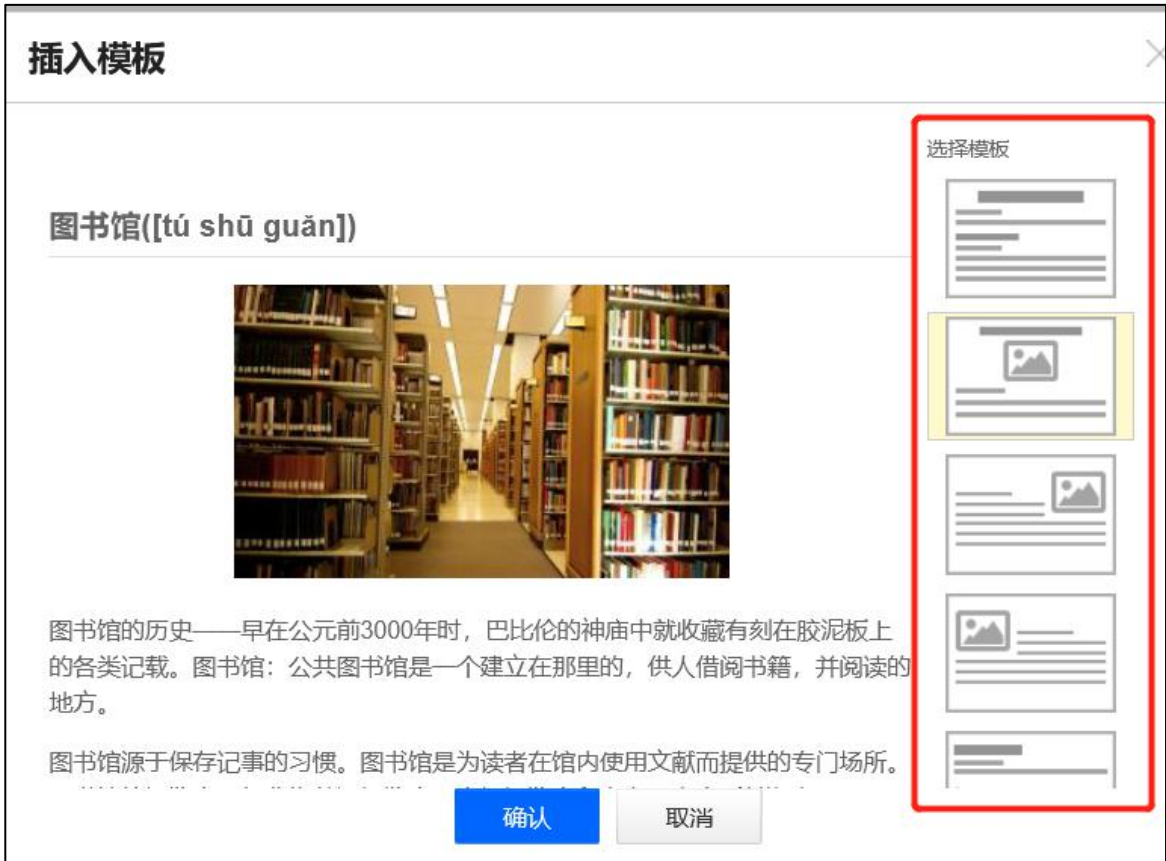 插入模板
选择模板
图书馆([tú shū guǎn])
图书馆的历史——早在公元前3000年时，巴比伦的神庙中就收藏有刻在胶泥板上
的各类记载。图书馆：公共图书馆是一个建立在那里的，供人借阅书籍，并阅读的
地方。
图书馆源于保存记事的习惯。图书馆是为读者在馆内使用文献而提供的专门场所。
确认
取消